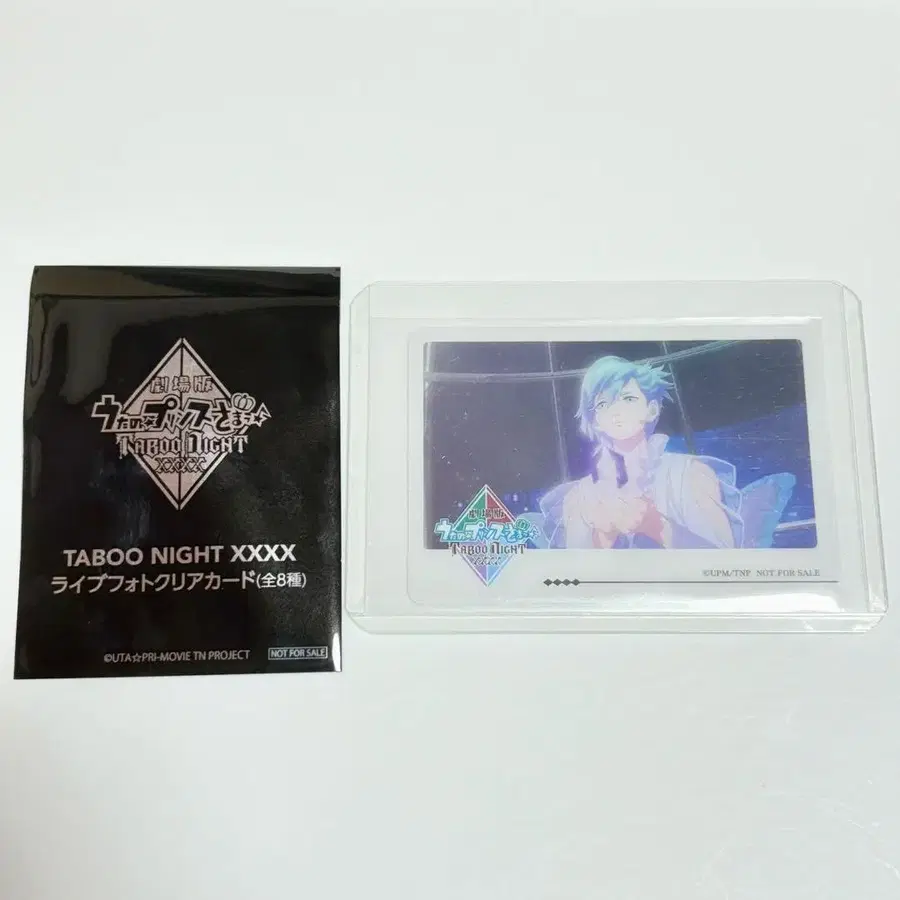 劇場版
うたの☆プリンスさまっ♪
TABOO NIGHT
XXXX
TABOO NIGHT XXXX
ライブフォトクリアカード(全8種)
©UTA☆PRI-MOVIE TN PROJECT
NOT FOR SALE
劇場版
うたの☆プリンスさまっ♪
TABOO NIGHT
XXXX
©UPM/TNP NOT FOR SALE